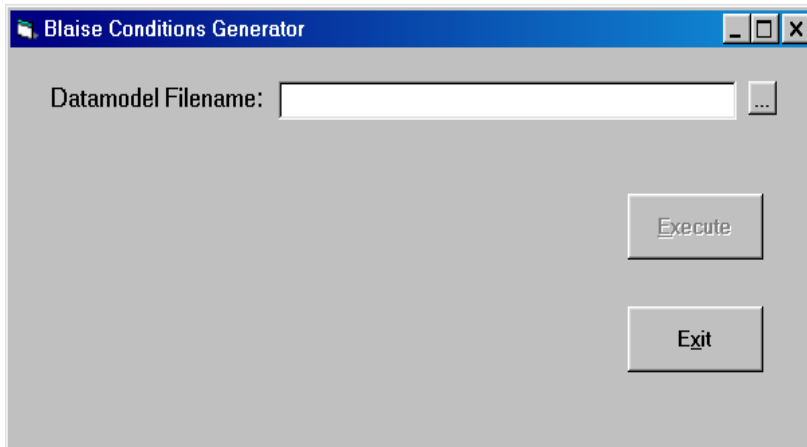 Blaise Conditions Generator
Datamodel Filename:
...
Execute
Exit